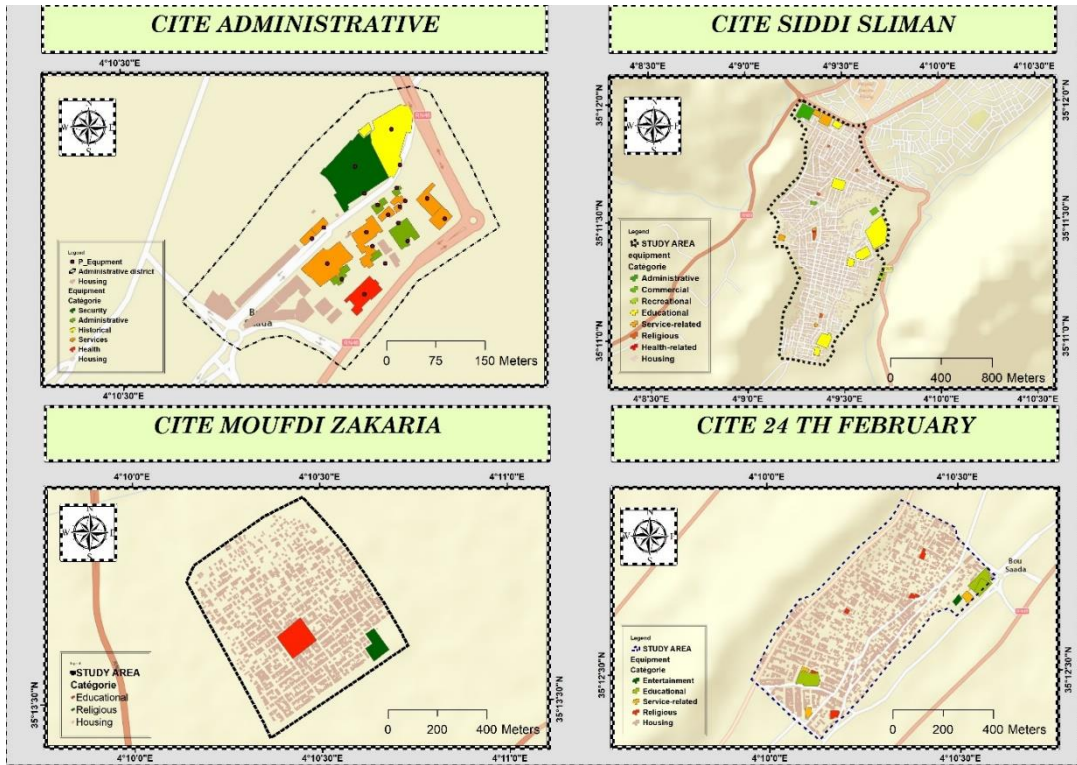 CITE ADMINISTRATIVE
4°10'30"E
N
W
S
Legend
P_Equpment
Administrative district
Housing
Equipment
Catégorie
Security
Administrative
Historical
Services
Health
Housing
B
0 75 150 Meters
4°10'30"E
CITE SIDDI SLIMAN
4°8'30"E 4°9'0"E 4°9'30"E 4°10'0"E 4°10'30"E
35°12'0"N
35°11'30"N
35°11'0"N
N
W
S
Legend
STUDY AREA
equipment
Catégorie
Administrative
Commercial
Recreational
Educational
Service-related
Religious
Health-related
Housing
0 400 800 Meters
35°12'0"N
35°11'30"N
35°11'0"N
4°8'30"E 4°9'0"E 4°9'30"E 4°10'0"E 4°10'30"E
CITE MOUFDI ZAKARIA
4°10'0"E 4°10'30"E 4°11'0"E
N
W
S
STUDY AREA
Catégorie
Educational
Religious
Housing
0 200 400 Meters
35°13'30"N
35°13'30"N
4°10'0"E 4°10'30"E 4°11'0"E
CITE 24 TH FEBRUARY
4°10'0"E 4°10'30"E
N
W
S
Bou
Saada
Legend
STUDY AREA
Equipment
Catégorie
Entertainment
Educational
Service-related
Religious
Housing
0 200 400 Meters
35°12'30"N
35°12'30"N
4°10'0"E 4°10'30"E